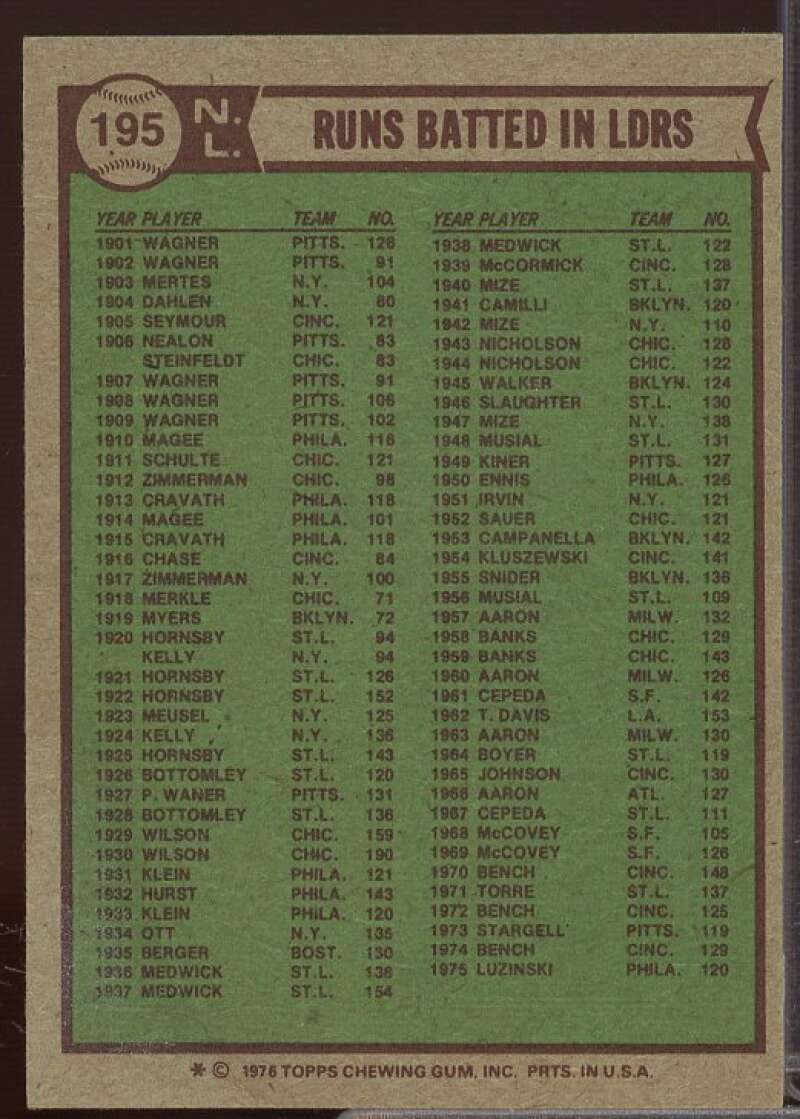 195 N. L. RUNS BATTED IN LDRS
YEAR PLAYER TEAM NO.
1901 WAGNER PITTS. 126
1902 WAGNER PITTS. 91
1903 MERTES N.Y. 104
1904 DAHLEN N.Y. 80
1905 SEYMOUR CINC. 121
1906 NEALON PITTS. 83
STEINFELDT CHIC. 83
1907 WAGNER PITTS. 91
1908 WAGNER PITTS. 106
1909 WAGNER PITTS. 102
1910 MAGEE PHILA. 116
1911 SCHULTE CHIC. 121
1912 ZIMMERMAN CHIC. 98
1913 CRAVATH PHILA. 118
1914 MAGEE PHILA. 101
1915 CRAVATH PHILA. 118
1916 CHASE CINC. 84
1917 ZIMMERMAN N.Y. 100
1918 MERKLE CHIC. 71
1919 MYERS BKLYN. 72
1920 HORNSBY ST.L. 94
KELLY N.Y. 94
1921 HORNSBY ST.L. 126
1922 HORNSBY ST.L. 152
1923 MEUSEL N.Y. 125
1924 KELLY N.Y. 136
1925 HORNSBY ST.L. 143
1926 BOTTOMLEY ST.L. 120
1927 P. WANER PITTS. 131
1928 BOTTOMLEY ST.L. 136
1929 WILSON CHIC. 159
1930 WILSON CHIC. 190
1931 KLEIN PHILA. 121
1932 HURST PHILA. 143
1933 KLEIN PHILA. 120
1934 OTT N.Y. 135
1935 BERGER BOST. 130
1936 MEDWICK ST.L. 138
1937 MEDWICK ST.L. 154
YEAR PLAYER TEAM NO.
1938 MEDWICK ST.L. 122
1939 McCORMICK CINC. 128
1940 MIZE ST.L. 137
1941 CAMILLI BKLYN. 120
1942 MIZE N.Y. 110
1943 NICHOLSON CHIC. 128
1944 NICHOLSON CHIC. 122
1945 WALKER BKLYN. 124
1946 SLAUGHTER ST.L. 130
1947 MIZE N.Y. 138
1948 MUSIAL ST.L. 131
1949 KINER PITTS. 127
1950 ENNIS PHILA. 126
1951 IRVIN N.Y. 121
1952 SAUER CHIC. 121
1953 CAMPANELLA BKLYN. 142
1954 KLUSZEWSKI CINC. 141
1955 SNIDER BKLYN. 136
1956 MUSIAL ST.L. 109
1957 AARON MILW. 132
1958 BANKS CHIC. 129
1959 BANKS CHIC. 143
1960 AARON MILW. 126
1961 CEPEDA S.F. 142
1962 T. DAVIS L.A. 153
1963 AARON MILW. 130
1964 BOYER ST.L. 119
1965 JOHNSON CINC. 130
1966 AARON ATL. 127
1967 CEPEDA ST.L. 111
1968 McCOVEY S.F. 105
1969 McCOVEY S.F. 126
1970 BENCH CINC. 148
1971 TORRE ST.L. 137
1972 BENCH CINC. 125
1973 STARGELL PITTS. 119
1974 BENCH CINC. 129
1975 LUZINSKI PHILA. 120
* © 1976 TOPPS CHEWING GUM, INC. PRTS. IN U.S.A.